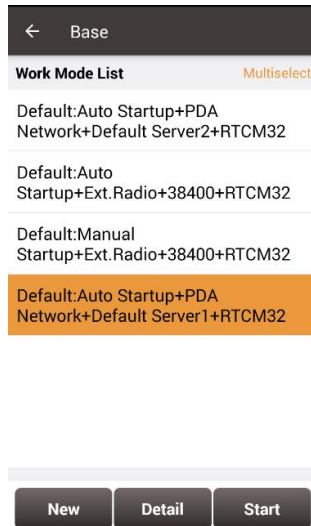 Base
Work Mode List
Multiselect
Default:Auto Startup+PDA
Network+Default Server2+RTCM32
Default:Auto
Startup+Ext.Radio+38400+RTCM32
Default:Manual
Startup+Ext.Radio+38400+RTCM32
Default:Auto Startup+PDA
Network+Default Server1+RTCM32
New
Detail
Start